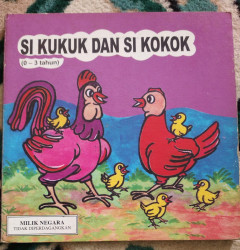 SI KUKUK DAN SI KOKOK
(0 - 3 tahun)
MILIK NEGARA
TIDAK DIPERDAGANGKAN